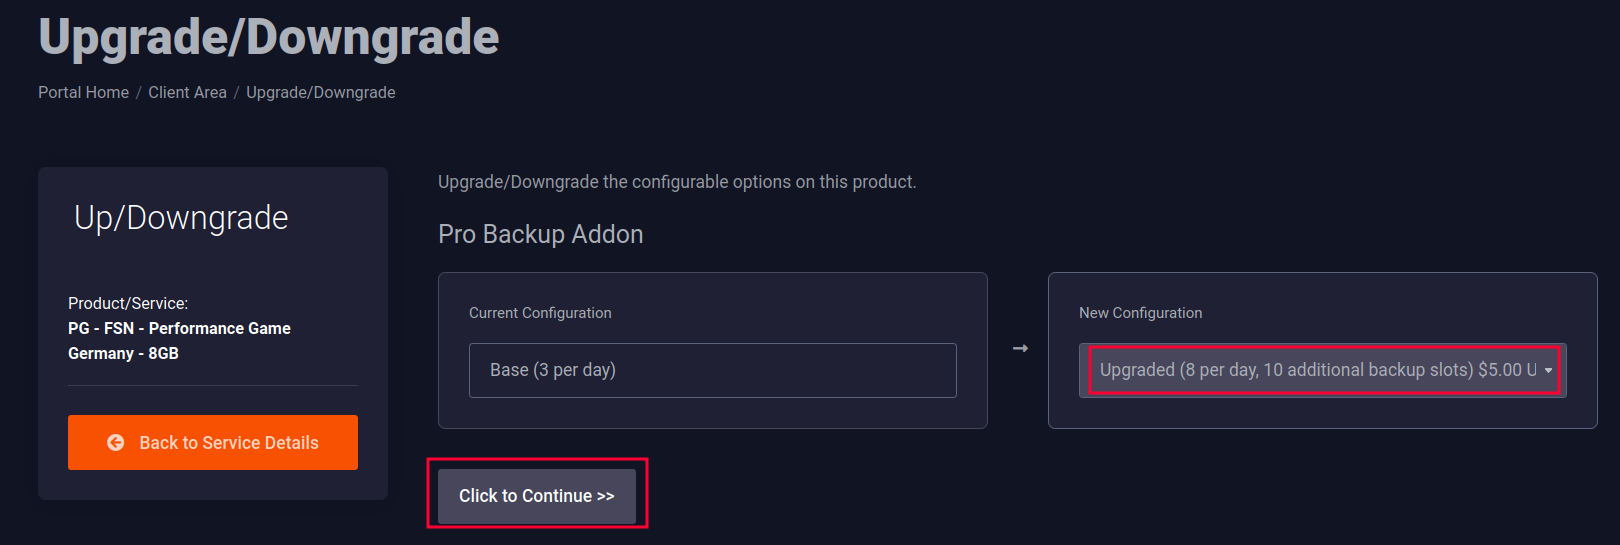 Upgrade/Downgrade
Portal Home / Client Area / Upgrade/Downgrade
Up/Downgrade
Product/Service:
PG - FSN - Performance Game
Germany - 8GB
Back to Service Details
Upgrade/Downgrade the configurable options on this product.
Pro Backup Addon
Current Configuration
Base (3 per day)
New Configuration
Upgraded (8 per day, 10 additional backup slots) $5.00 U
Click to Continue >>